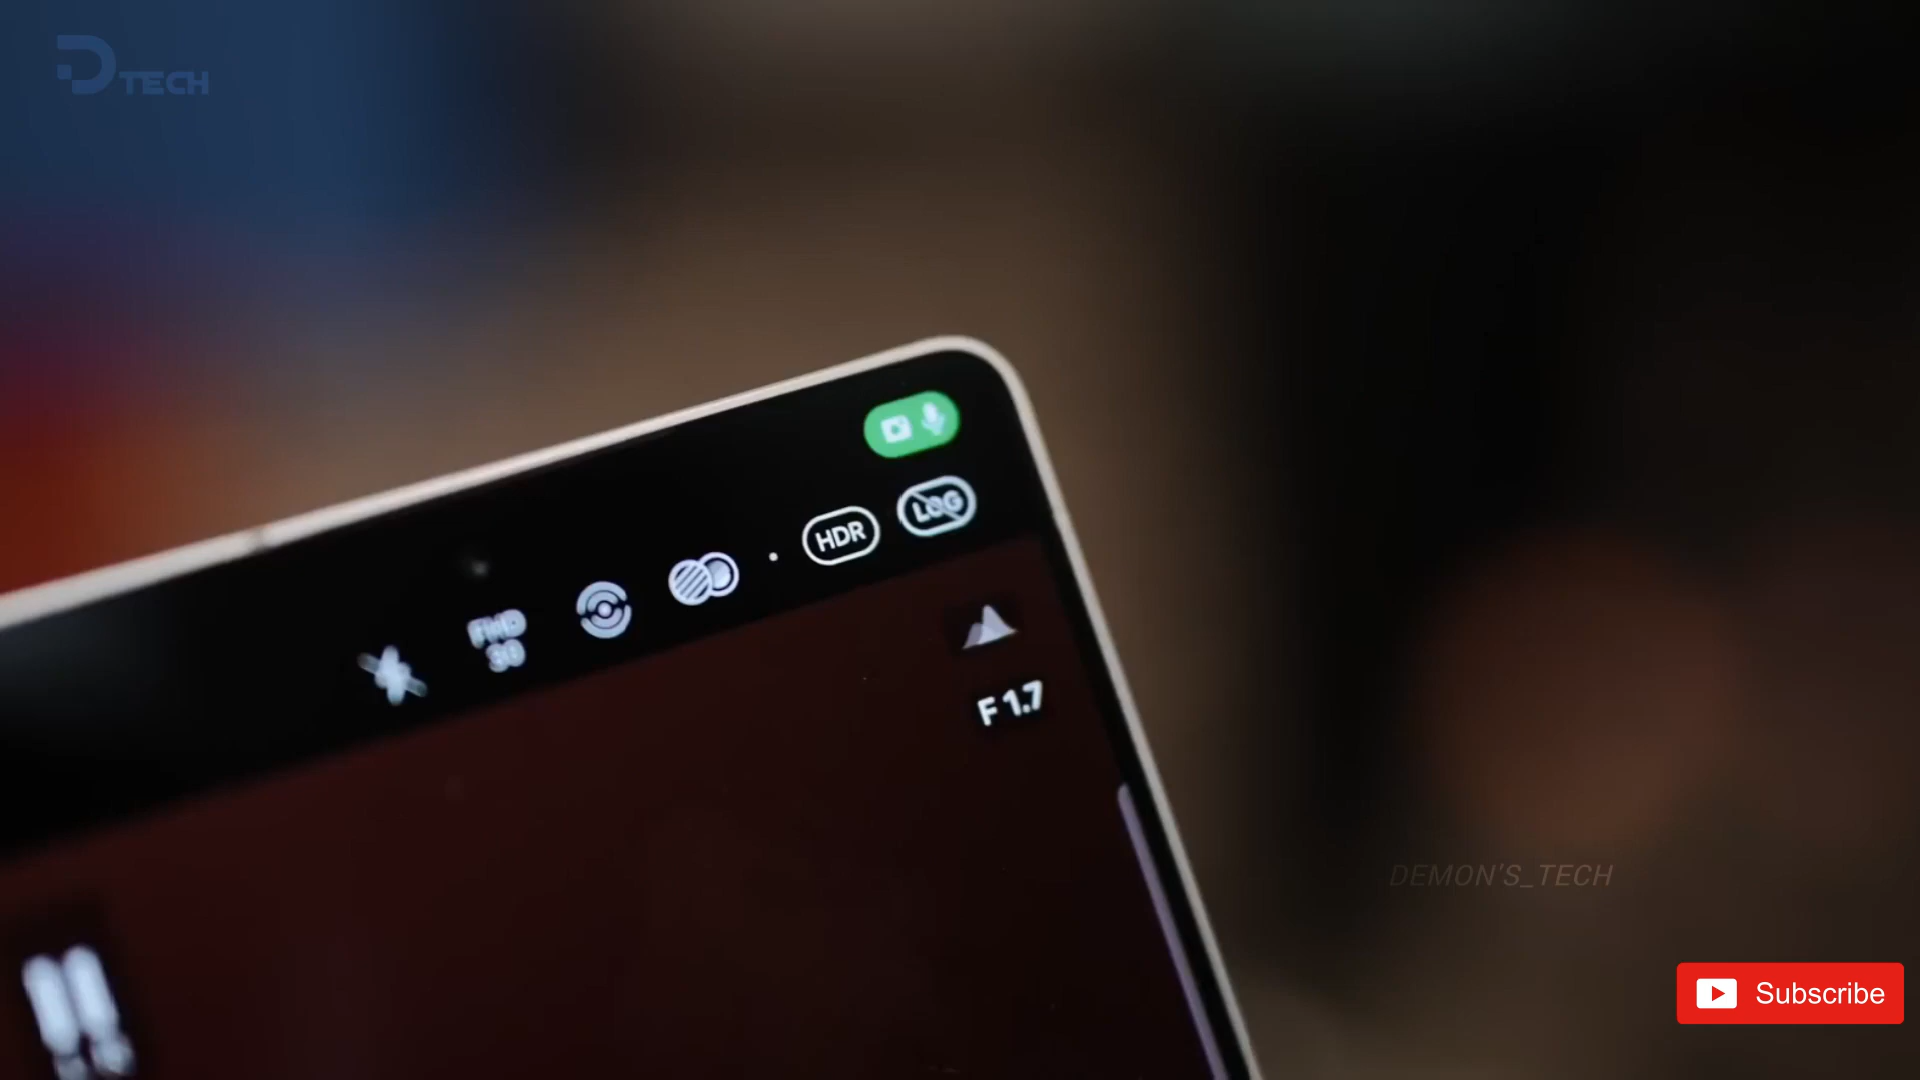 D TECH
HDR
LOG
FHD
30
F 1.7
DEMON'S_TECH
Subscribe